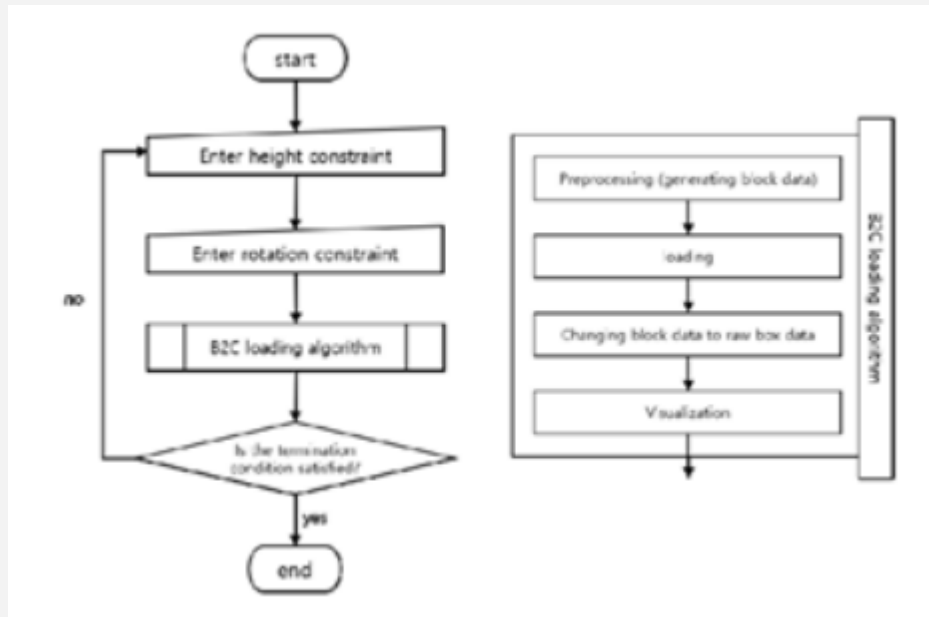 start
Enter height constraint
Enter rotation constraint
no
B2C loading algorithm
Is the termination
condition satisfied?
yes
end
Preprocessing (generating block data)
loading
Changing block data to raw box data
Visualization
B2C loading algorithm